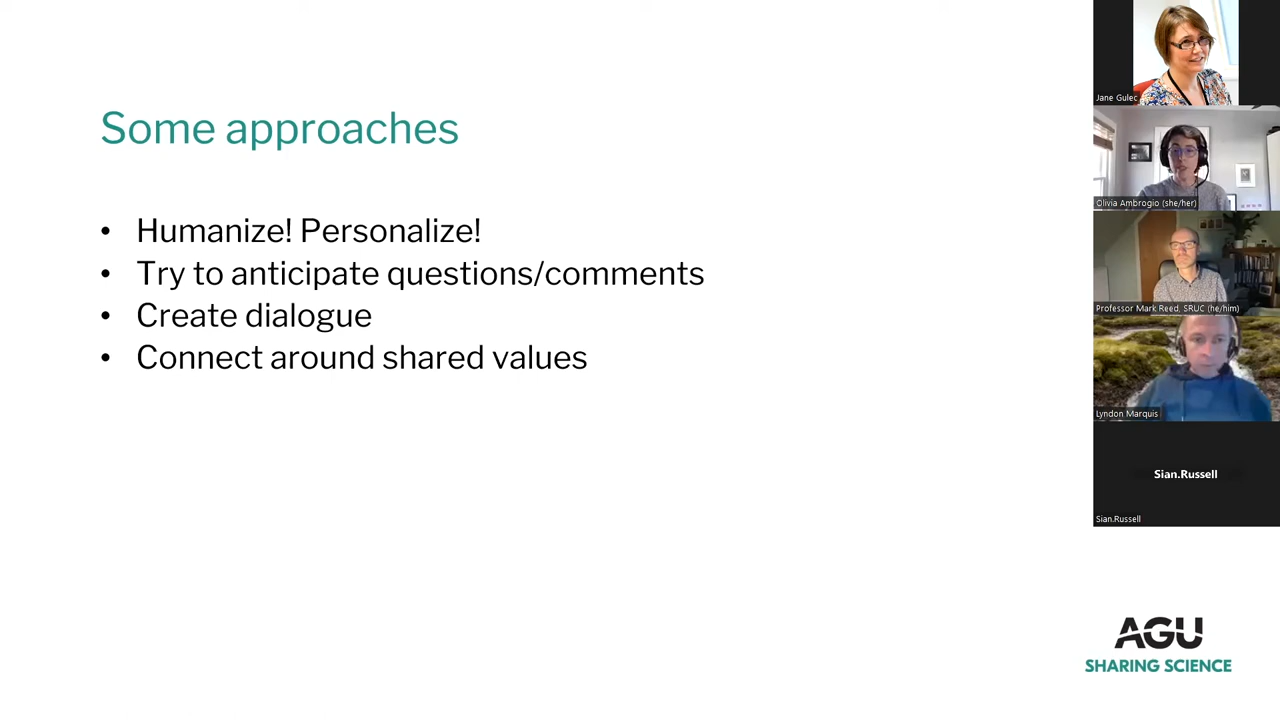 Some approaches
• Humanize! Personalize!
• Try to anticipate questions/comments
• Create dialogue
• Connect around shared values
Jane Gulec
Olivia Ambrogio (she/her)
Professor Mark Reed, SRUC (he/him)
Lyndon Marquis
Sian.Russell
Sian.Russell
AGU
SHARING SCIENCE